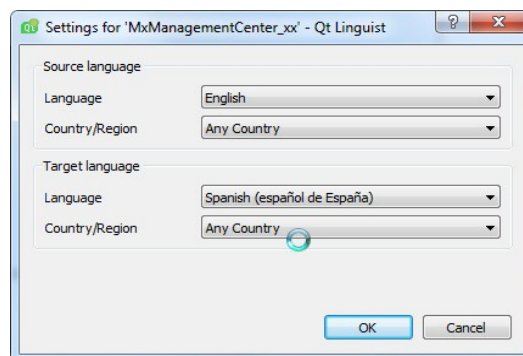 Settings for 'MxManagementCenter_xx' - Qt Linguist
Source language
Language English
Country/Region Any Country
Target language
Language Spanish (español de España)
Country/Region Any Country
OK Cancel